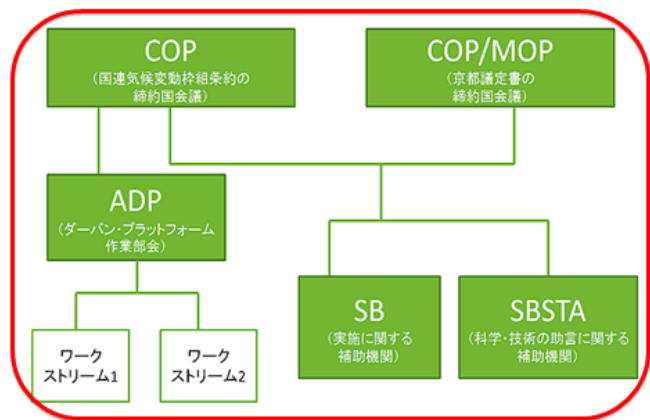 COP
(国連気候変動枠組条約の
締約国会議)
COP/MOP
(京都議定書の
締約国会議)
ADP
(ダーバン・プラットフォーム
作業部会)
SB
(実施に関する
補助機関)
SBSTA
(科学・技術の助言に関する
補助機関)
ワーク
ストリーム1
ワーク
ストリーム2